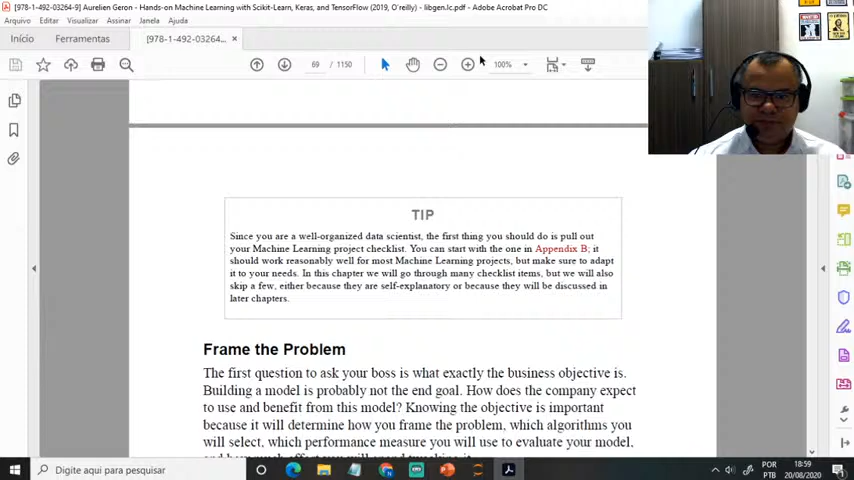 [978-1-492-03264-9] Aurelien Geron - Hands-on Machine Learning with Scikit-Learn, Keras, and TensorFlow (2019, O'reilly) - libgen.lc.pdf - Adobe Acrobat Pro DC
Arquivo Editar Visualizar Assinar Janela Ajuda
Início Ferramentas [978-1-492-03264... ×
69 / 1150 100%
TIP
Since you are a well-organized data scientist, the first thing you should do is pull out
your Machine Learning project checklist. You can start with the one in Appendix B; it
should work reasonably well for most Machine Learning projects, but make sure to adapt
it to your needs. In this chapter we will go through many checklist items, but we will also
skip a few, either because they are self-explanatory or because they will be discussed in
later chapters.
Frame the Problem
The first question to ask your boss is what exactly the business objective is.
Building a model is probably not the end goal. How does the company expect
to use and benefit from this model? Knowing the objective is important
because it will determine how you frame the problem, which algorithms you
will select, which performance measure you will use to evaluate your model,
and how much effort you will spend tweaking it.
Digite aqui para pesquisar
POR 18:59
PTB 20/08/2020